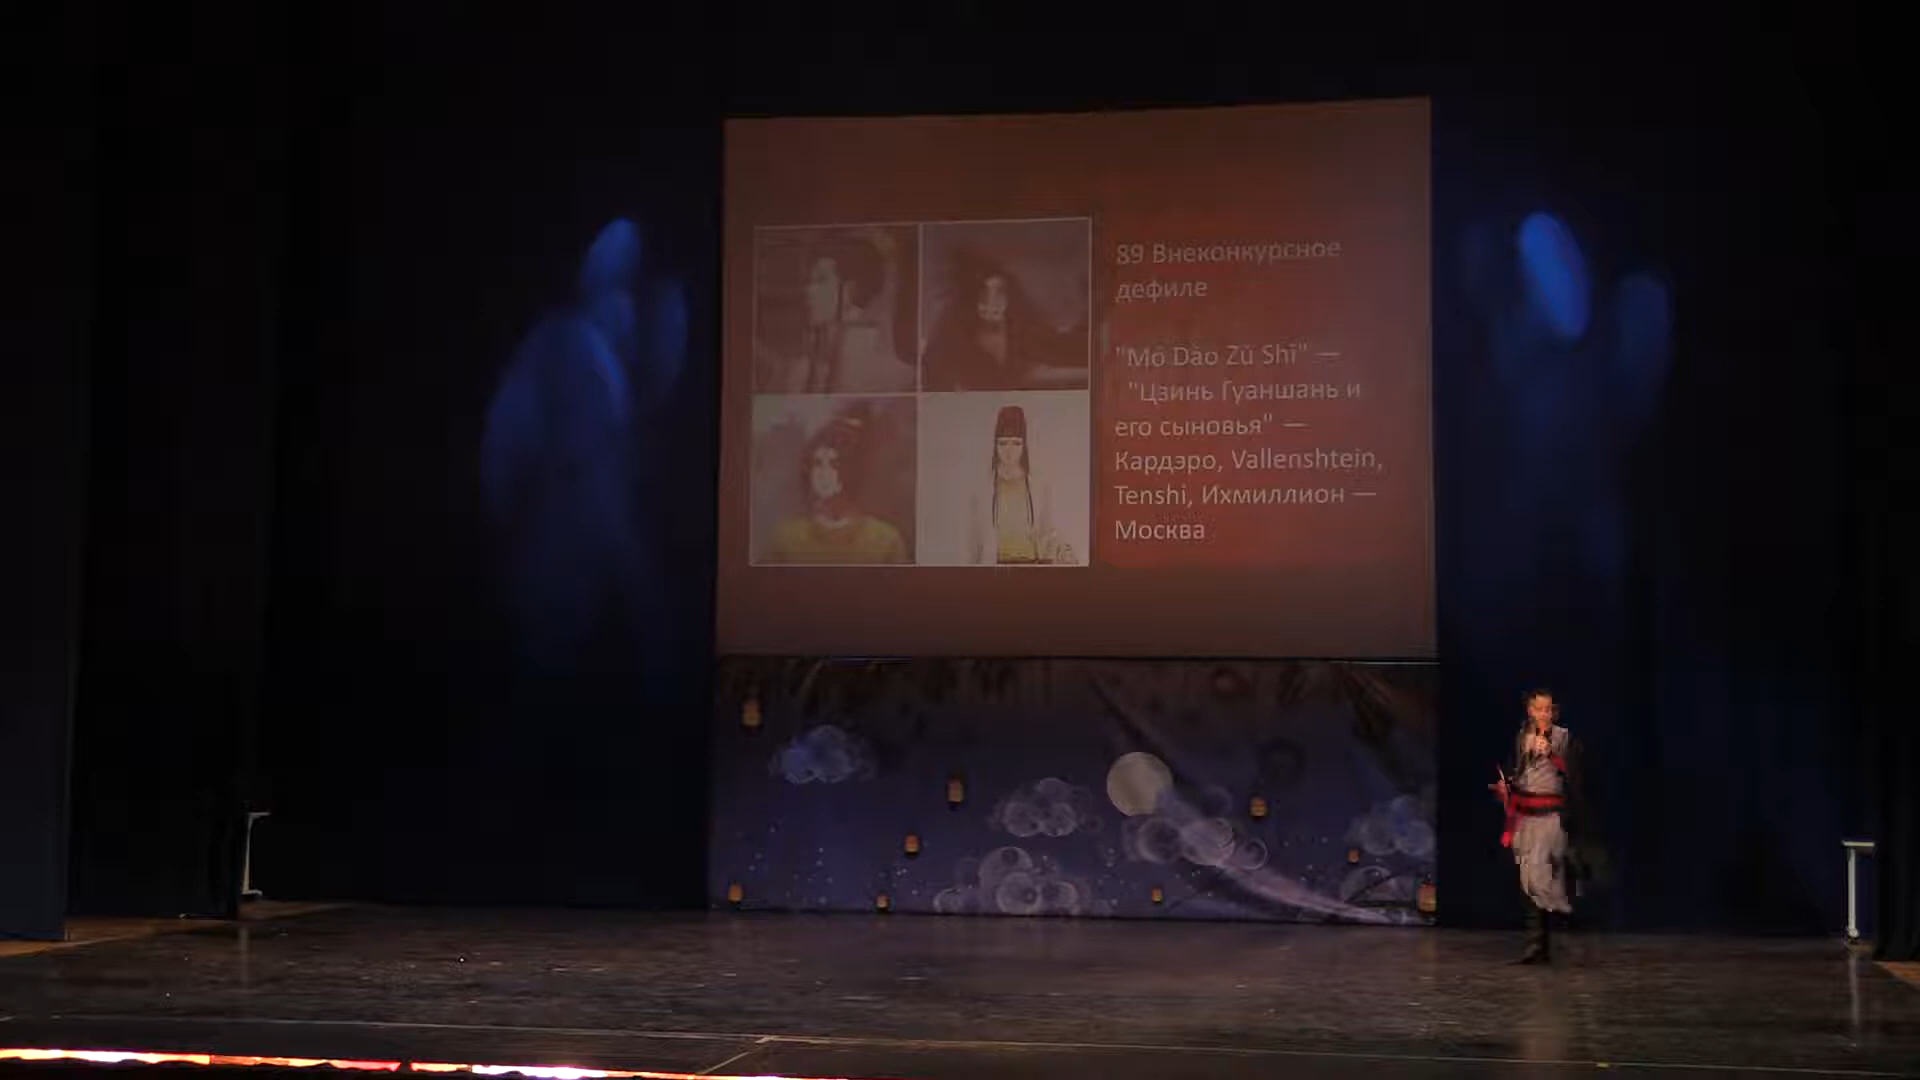 89 Внеконкурсное
дефиле
"Mó Dào Zǔ Shī" —
"Цзинь Гуаншань и
его сыновья" —
Кардэро, Vallenshtein,
Tenshi, Ихмиллион —
Москва